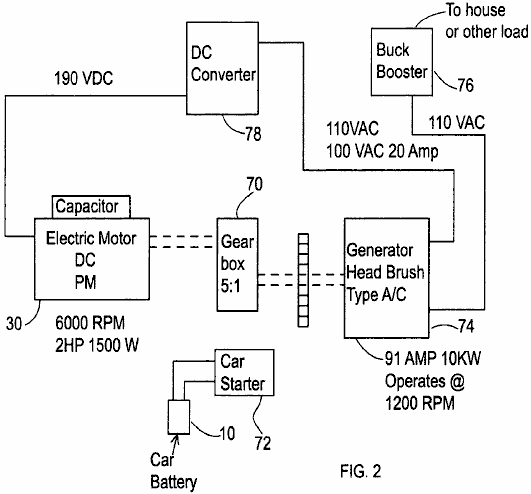 To house
or other load
DC
Converter
Buck
Booster
190 VDC
76
78
110VAC
110 VAC
100 VAC 20 Amp
70
Capacitor
Electric Motor
DC
PM
Gear
box
5:1
Generator
Head Brush
Type A/C
30
6000 RPM
2HP 1500 W
74
91 AMP 10KW
Operates @
1200 RPM
Car
Starter
10
72
Car
Battery
FIG. 2